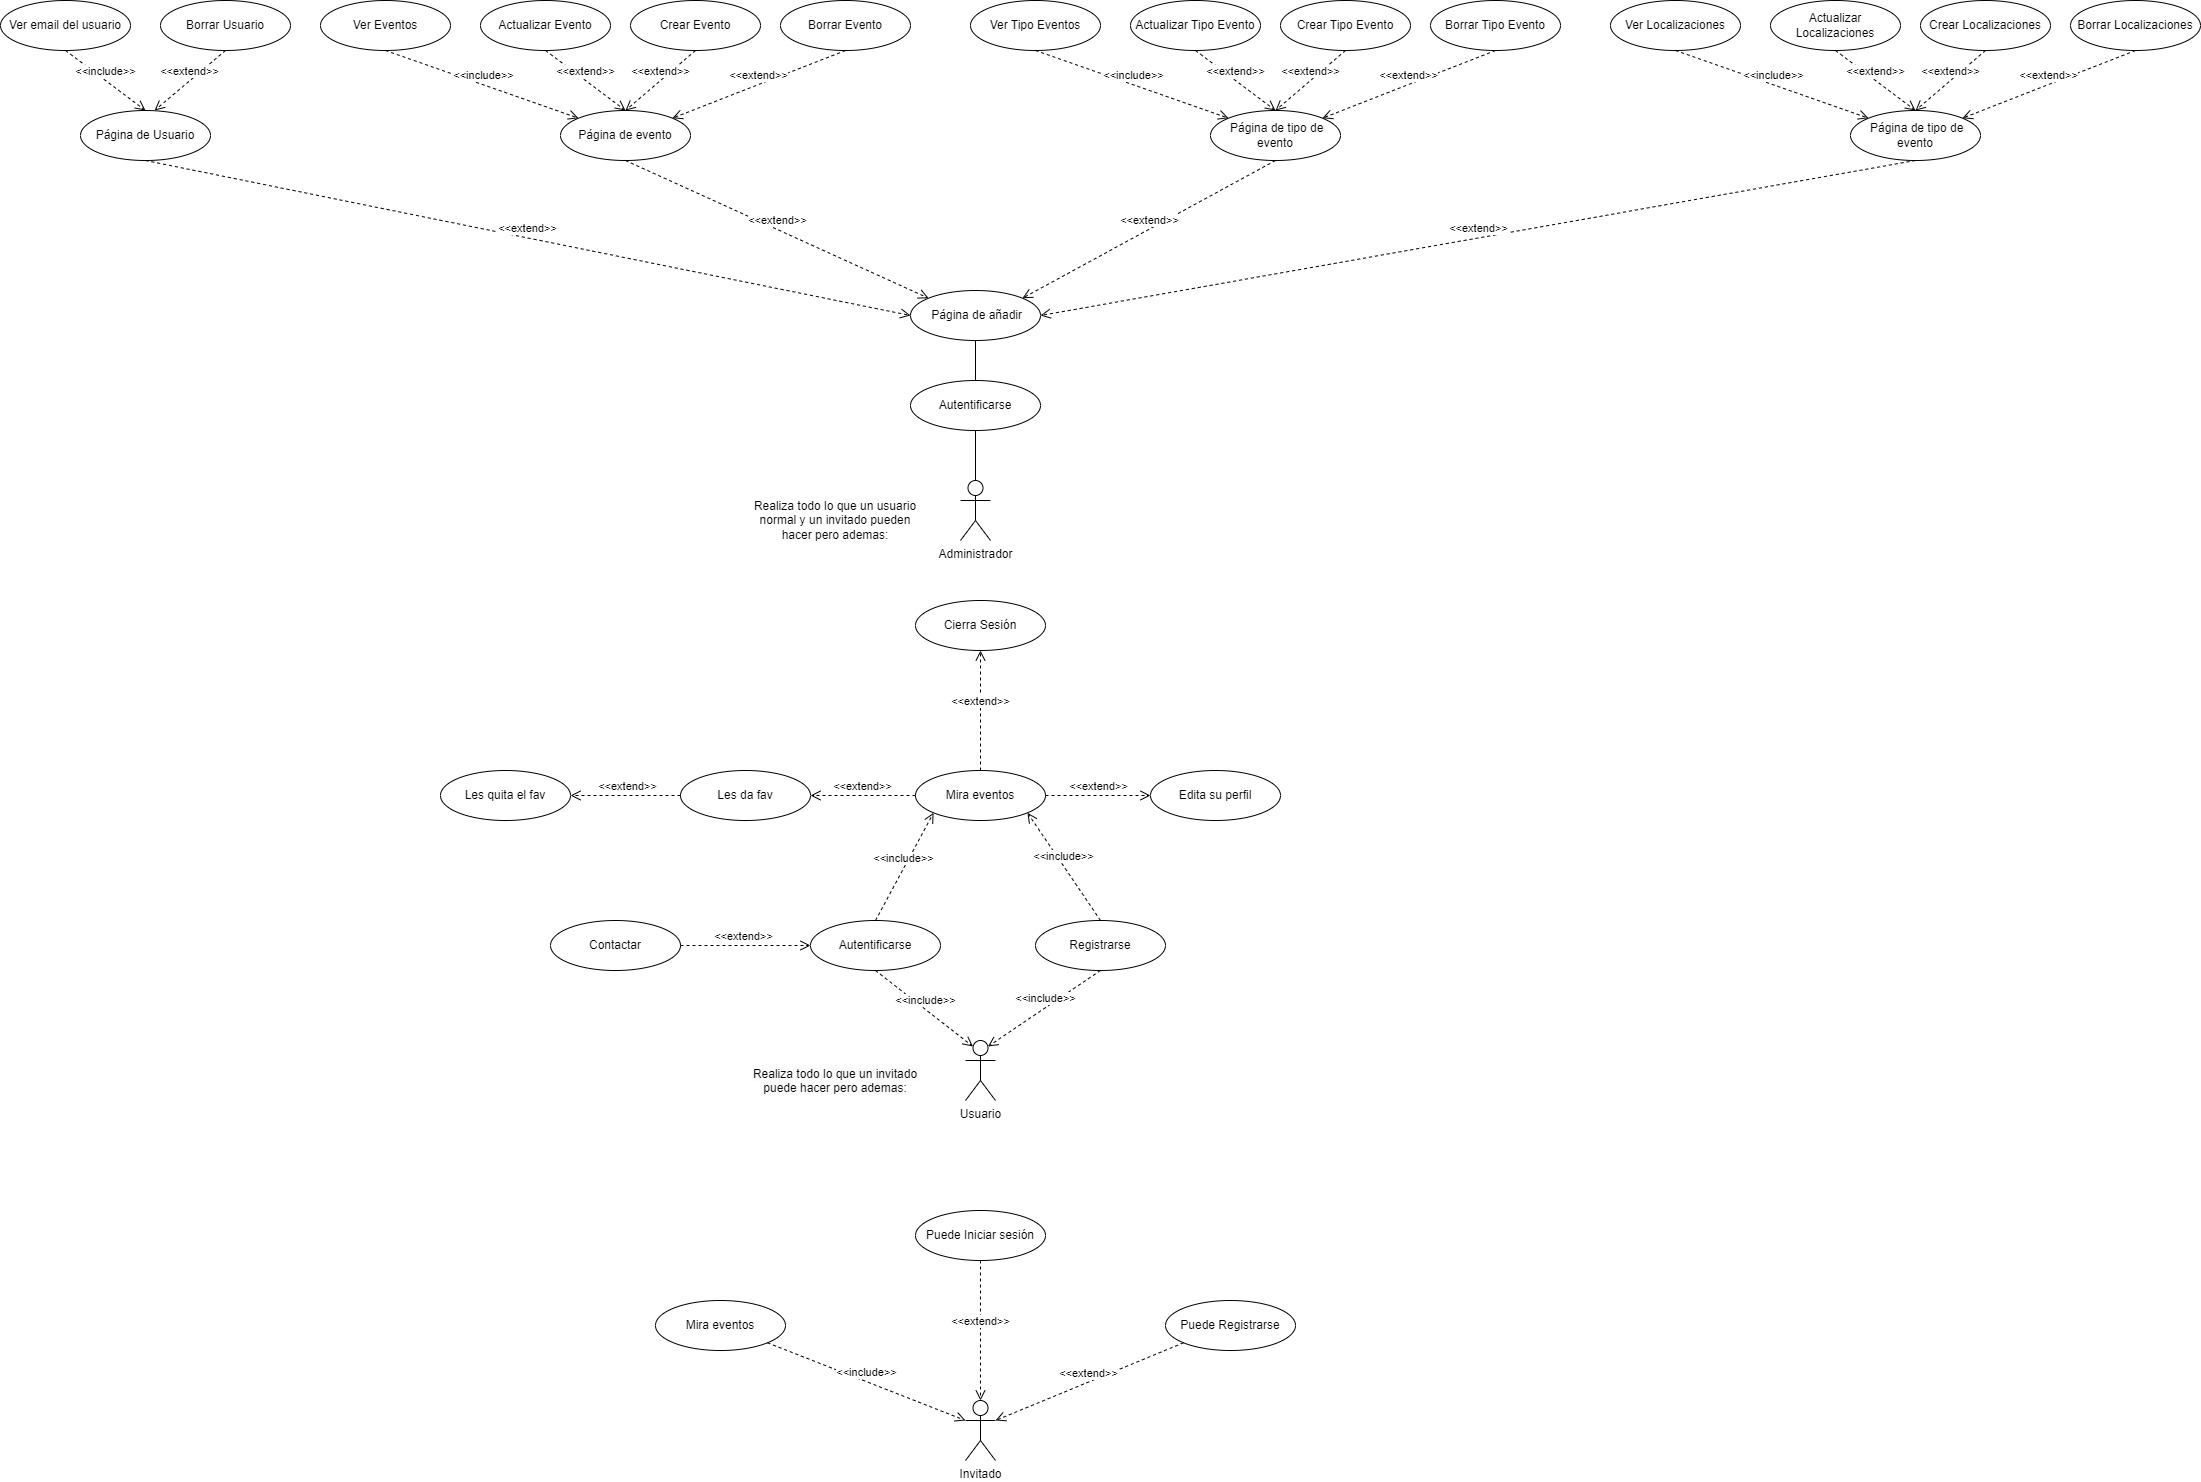 Ver email del usuario
Borrar Usuario
Ver Eventos
Actualizar Evento
Crear Evento
Borrar Evento
Ver Tipo Eventos
Actualizar Tipo Evento
Crear Tipo Evento
Borrar Tipo Evento
Ver Localizaciones
Actualizar
Localizaciones
Crear Localizaciones
Borrar Localizaciones
<<include>>
<<extend>>
<<include>>
<<extend>>
<<extend>>
<<extend>>
<<include>>
<<extend>>
<<extend>>
<<extend>>
<<include>>
<<extend>>
<<extend>>
<<extend>>
Página de Usuario
Página de evento
Página de tipo de
evento
Página de tipo de
evento
<<extend>>
<<extend>>
<<extend>>
<<extend>>
Página de añadir
Autentificarse
Realiza todo lo que un usuario
normal y un invitado pueden
hacer pero ademas:
Administrador
Cierra Sesión
<<extend>>
Les quita el fav
<<extend>>
Les da fav
<<extend>>
Mira eventos
<<extend>>
Edita su perfil
<<include>>
<<include>>
Contactar
<<extend>>
Autentificarse
Registrarse
<<include>>
<<include>>
Realiza todo lo que un invitado
puede hacer pero ademas:
Usuario
Puede Iniciar sesión
Mira eventos
<<extend>>
Puede Registrarse
<<include>>
<<extend>>
Invitado